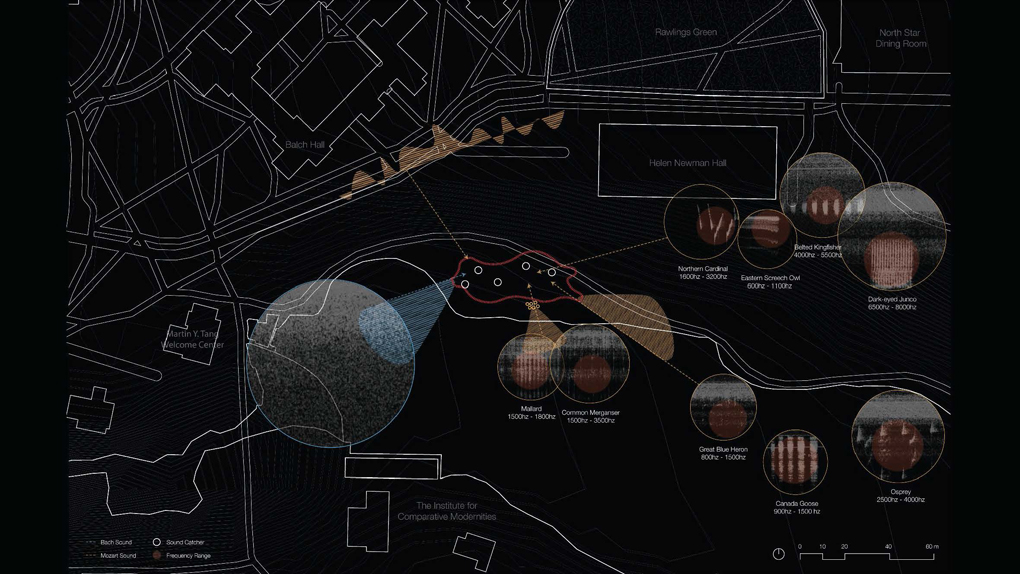 Rawlings Green
North Star
Dining Room
Balch Hall
Helen Newman Hall
Belted Kingfisher
4000hz - 5500hz
Northern Cardinal
1600hz - 3200hz
Eastern Screech Owl
600hz - 1100hz
Dark-eyed Junco
6500hz - 8000hz
Martin Y. Tang
Welcome Center
Mallard
1500hz - 1800hz
Common Merganser
1500hz - 3500hz
Great Blue Heron
800hz - 1500hz
Canada Goose
900hz - 1500 hz
Osprey
2500hz - 4000hz
The Institute for
Comparative Modernities
Bach Sound
Sound Catcher
Mozart Sound
Frecuency Range
0 10 20 40 60 m